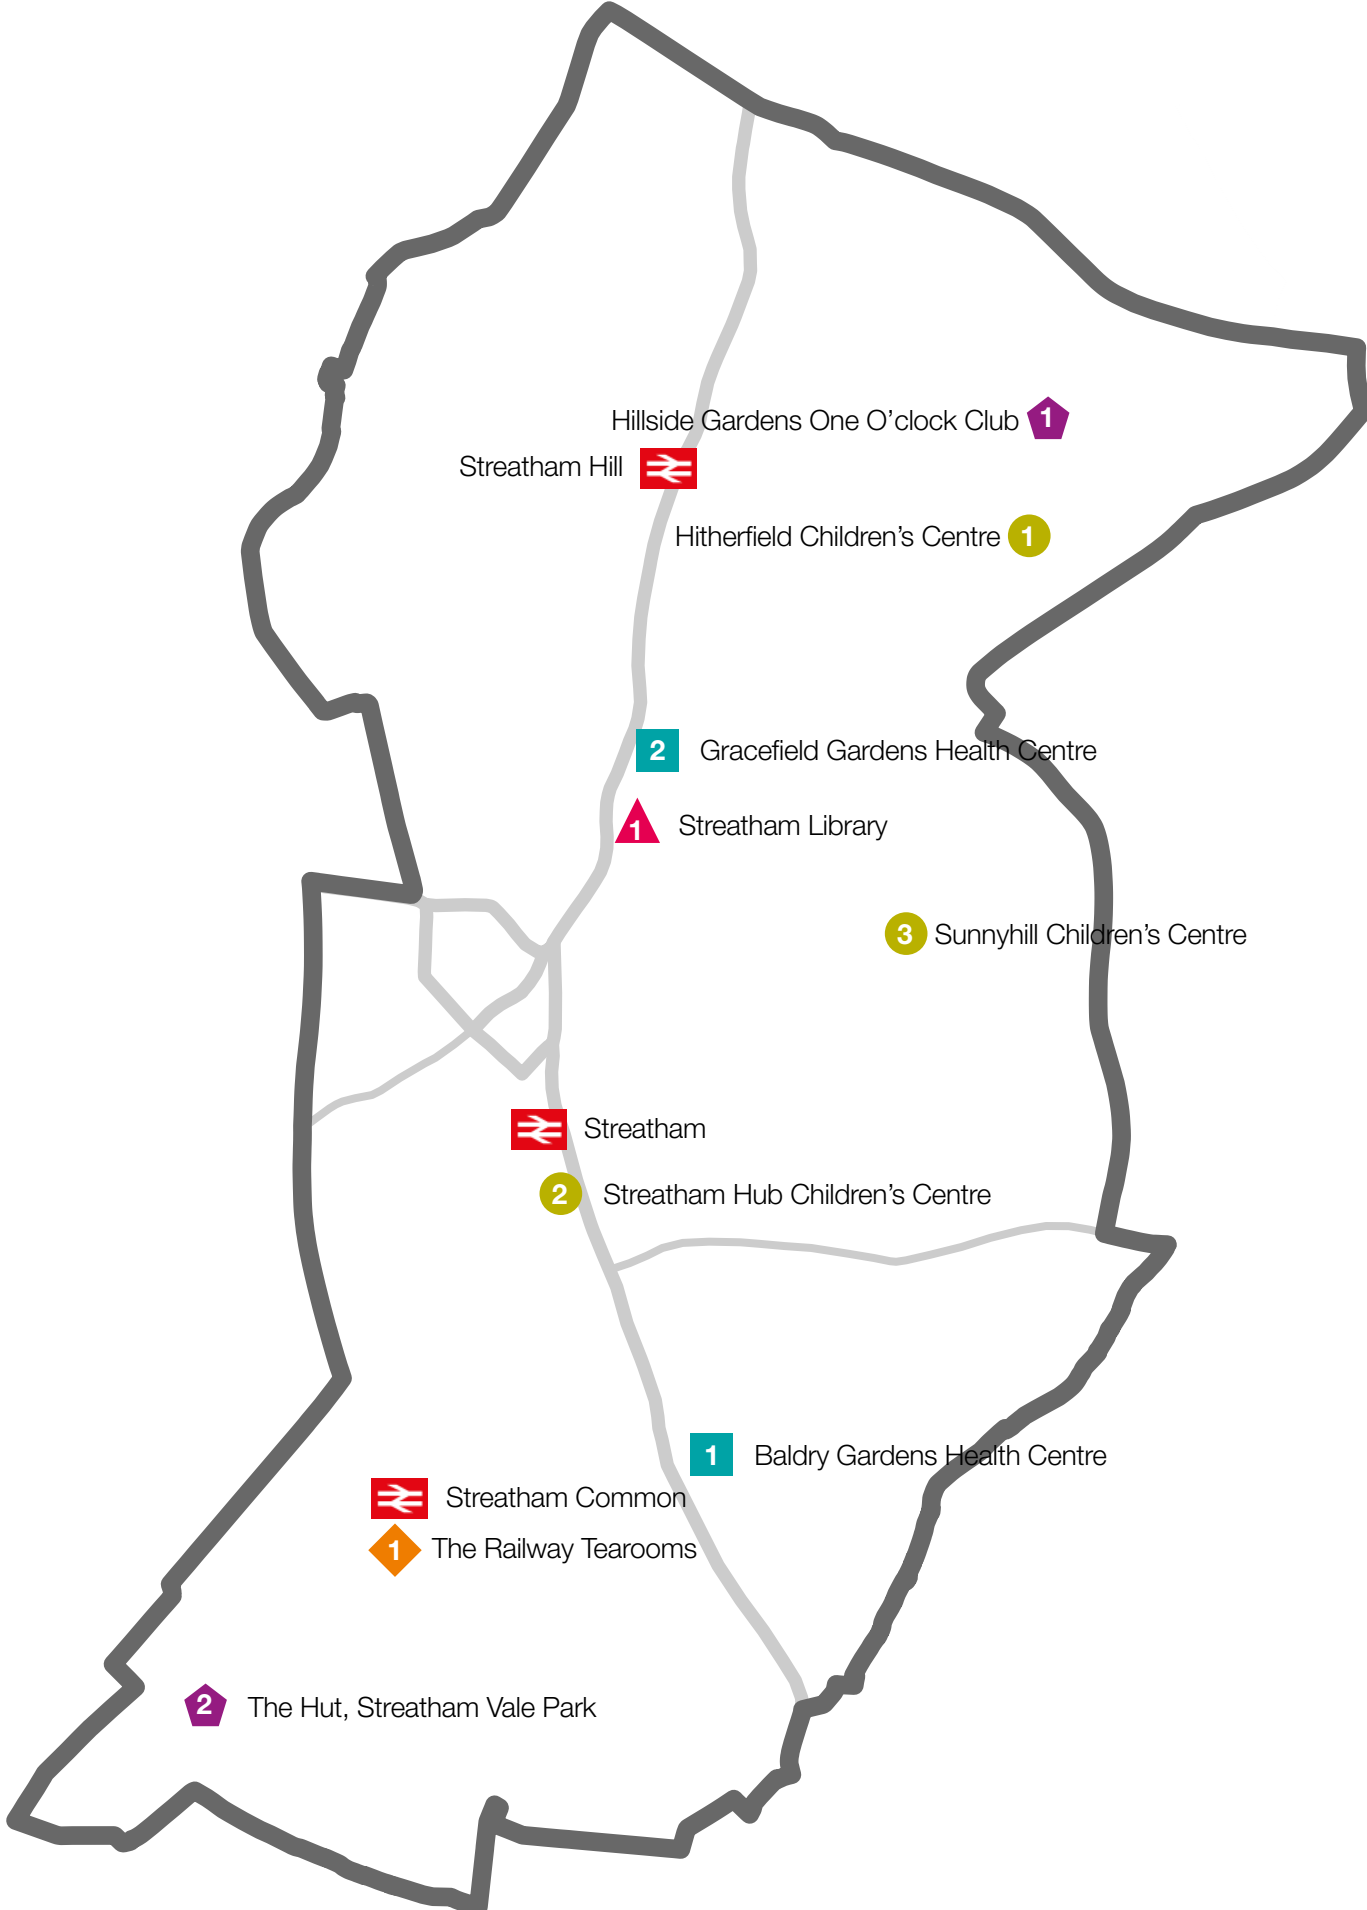 Hillside Gardens One O’clock Club 1
Streatham Hill
Hitherfield Children’s Centre 1
2 Gracefield Gardens Health Centre
1 Streatham Library
3 Sunnyhill Children’s Centre
Streatham
2 Streatham Hub Children’s Centre
1 Baldry Gardens Health Centre
Streatham Common
1 The Railway Tearooms
2 The Hut, Streatham Vale Park